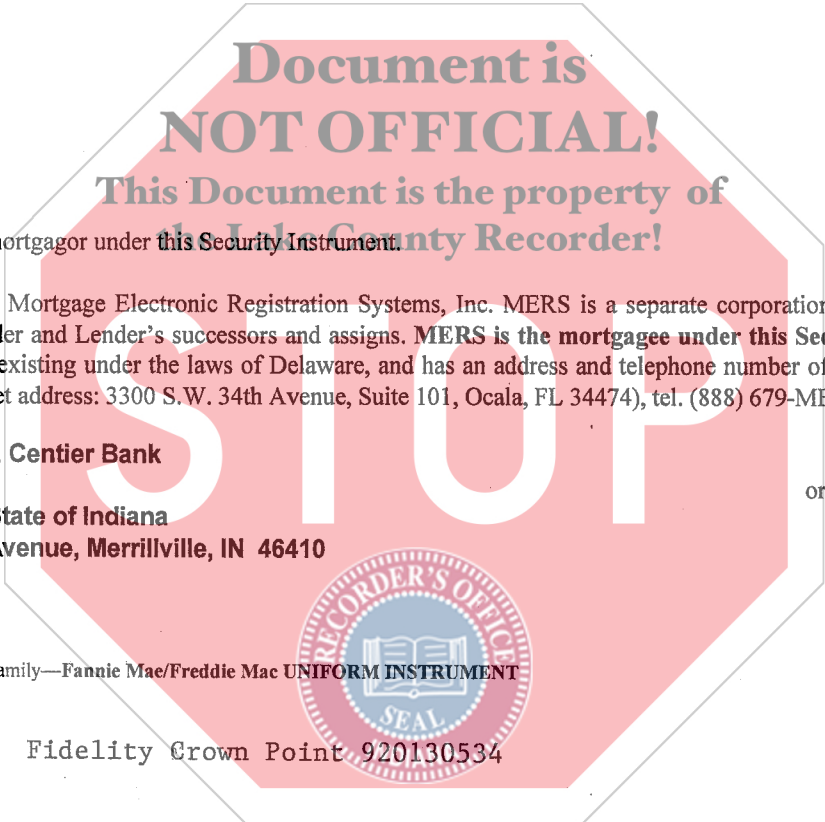 Document is
NOT OFFICIAL!
This Document is the property of
the Lake County Recorder!
ortgagor under this Security Instrument.
Mortgage Electronic Registration Systems, Inc. MERS is a separate corporation
er and Lender's successors and assigns. MERS is the mortgagee under this Sec
existing under the laws of Delaware, and has an address and telephone number of
et address: 3300 S.W. 34th Avenue, Suite 101, Ocala, FL 34474), tel. (888) 679-ME
Centier Bank
or
State of Indiana
venue, Merrillville, IN 46410
STOP
RECORDER'S OFFICE
SEAL
amily—Fannie Mae/Freddie Mac UNIFORM INSTRUMENT
Fidelity Crown Point 920130534